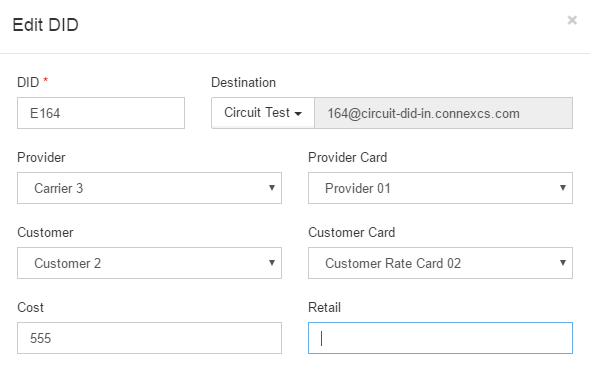 Edit DID ×
DID * Destination
E164 Circuit Test 164@circuit-did-in.connexcs.com
Provider Provider Card
Carrier 3 Provider 01
Customer Customer Card
Customer 2 Customer Rate Card 02
Cost Retail
555